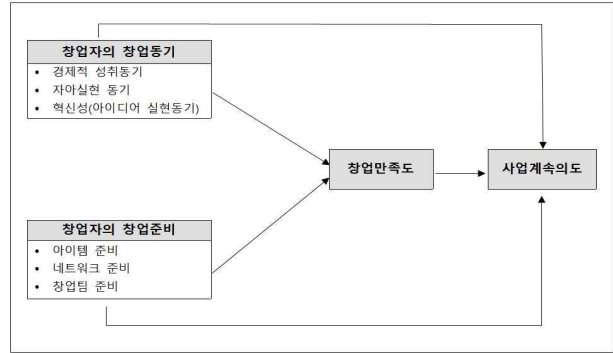 창업자의 창업동기
• 경제적 성취동기
• 자아실현 동기
• 혁신성(아이디어 실현동기)
창업만족도
사업계속의도
창업자의 창업준비
• 아이템 준비
• 네트워크 준비
• 창업팀 준비